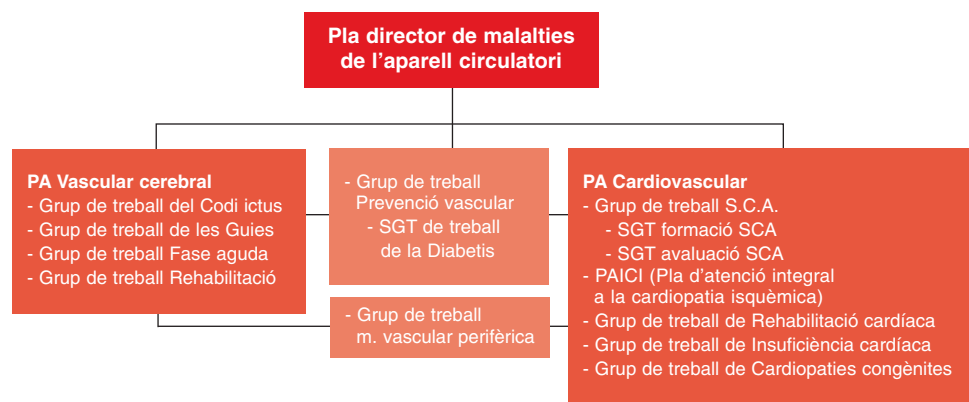 Pla director de malalties
de l'aparell circulatori
PA Vascular cerebral
- Grup de treball del Codi ictus
- Grup de treball de les Guies
- Grup de treball Fase aguda
- Grup de treball Rehabilitació
- Grup de treball
Prevenció vascular
- SGT de treball
de la Diabetis
- Grup de treball
m. vascular perifèrica
PA Cardiovascular
- Grup de treball S.C.A.
- SGT formació SCA
- SGT avaluació SCA
- PAICI (Pla d'atenció integral
a la cardiopatia isquèmica)
- Grup de treball de Rehabilitació cardíaca
- Grup de treball de Insuficiència cardíaca
- Grup de treball de Cardiopaties congènites